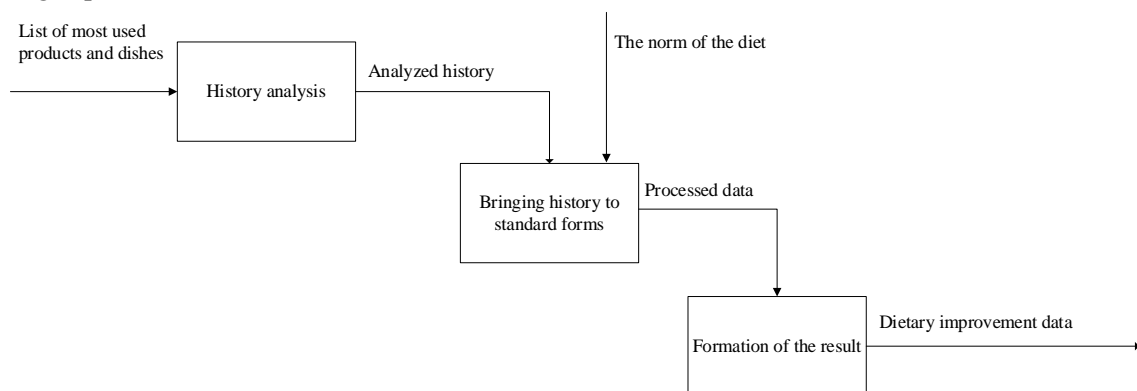 List of most used
products and dishes
The norm of the diet
History analysis
Analyzed history
Bringing history to
standard forms
Processed data
Formation of the result
Dietary improvement data